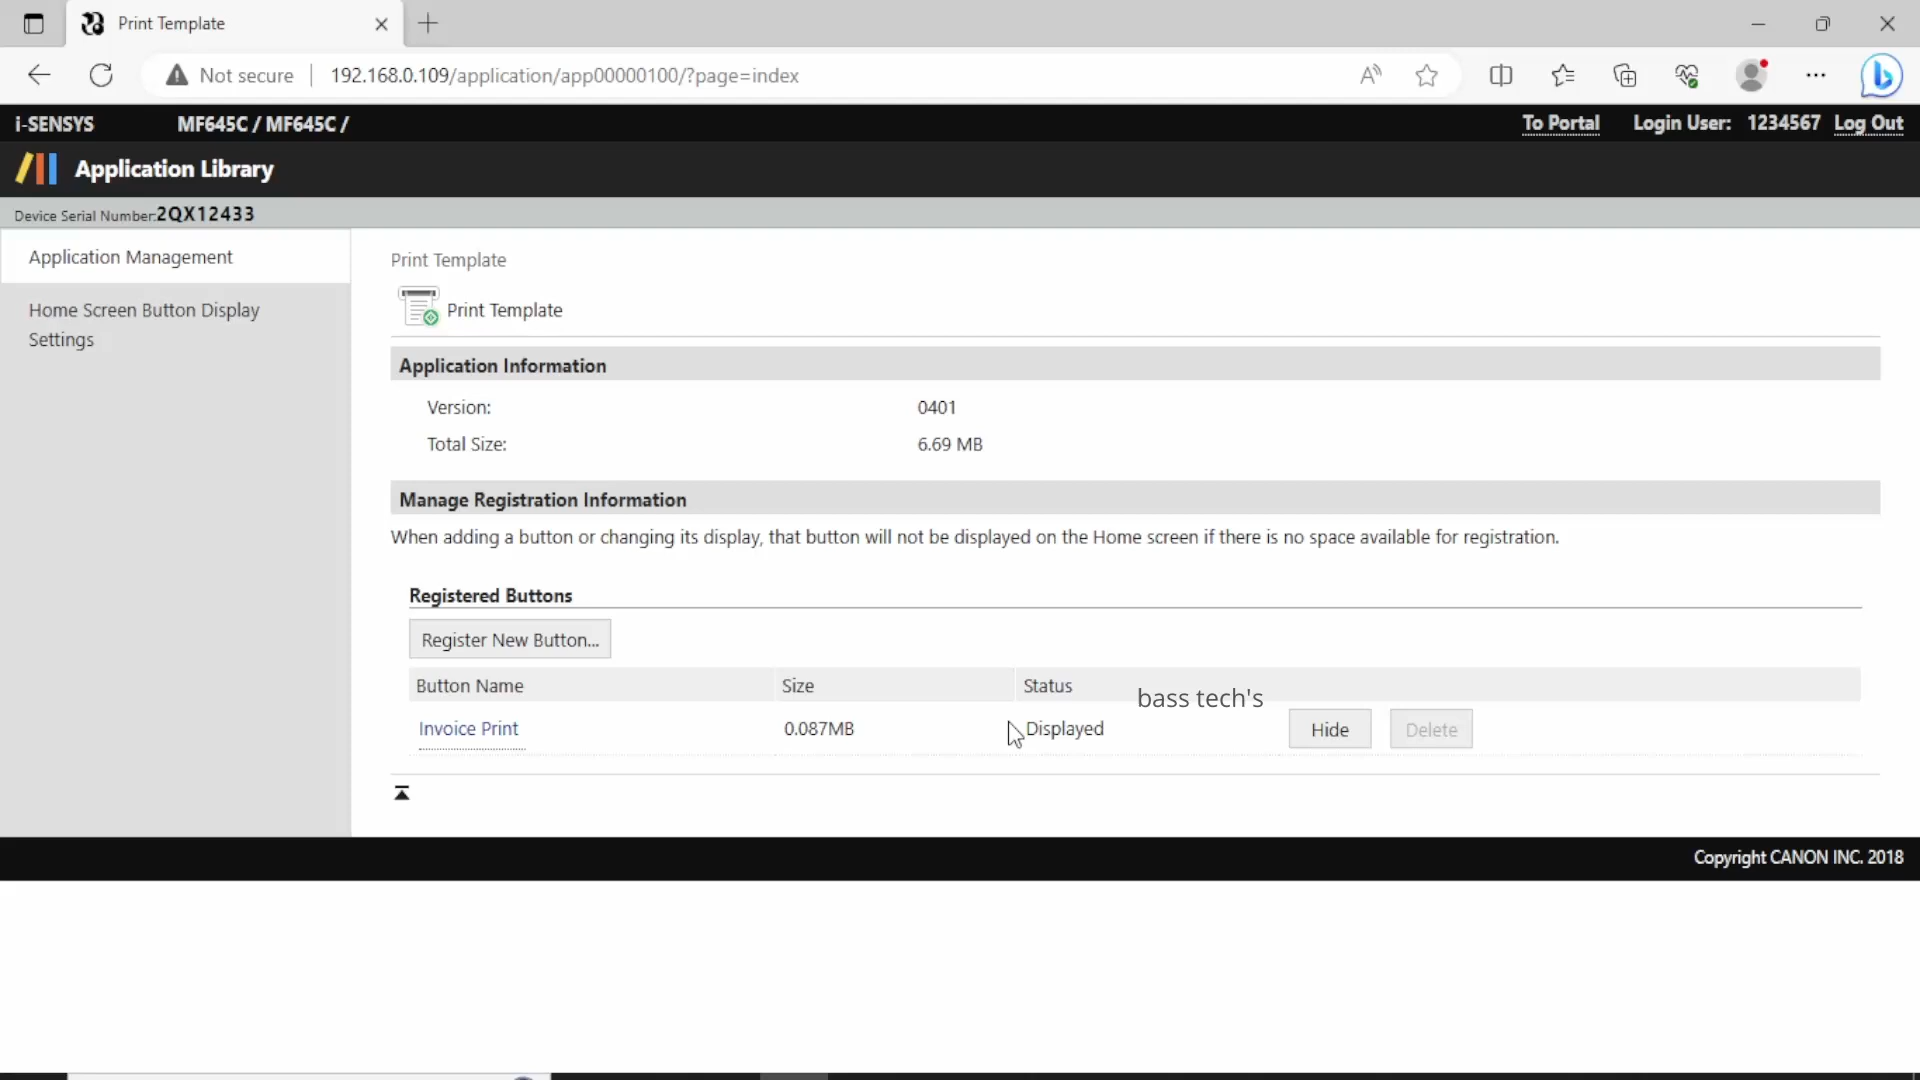 Print Template
Not secure
192.168.0.109/application/app00000100/?page=index
i-SENSYS
MF645C / MF645C /
To Portal
Login User: 1234567
Log Out
Application Library
Device Serial Number:2QX12433
Application Management
Home Screen Button Display
Settings
Print Template
Print Template
Application Information
Version: 0401
Total Size: 6.69 MB
Manage Registration Information
When adding a button or changing its display, that button will not be displayed on the Home screen if there is no space available for registration.
Registered Buttons
Register New Button...
Button Name Size Status
bass tech's
Invoice Print 0.087MB Displayed Hide Delete
Copyright CANON INC. 2018